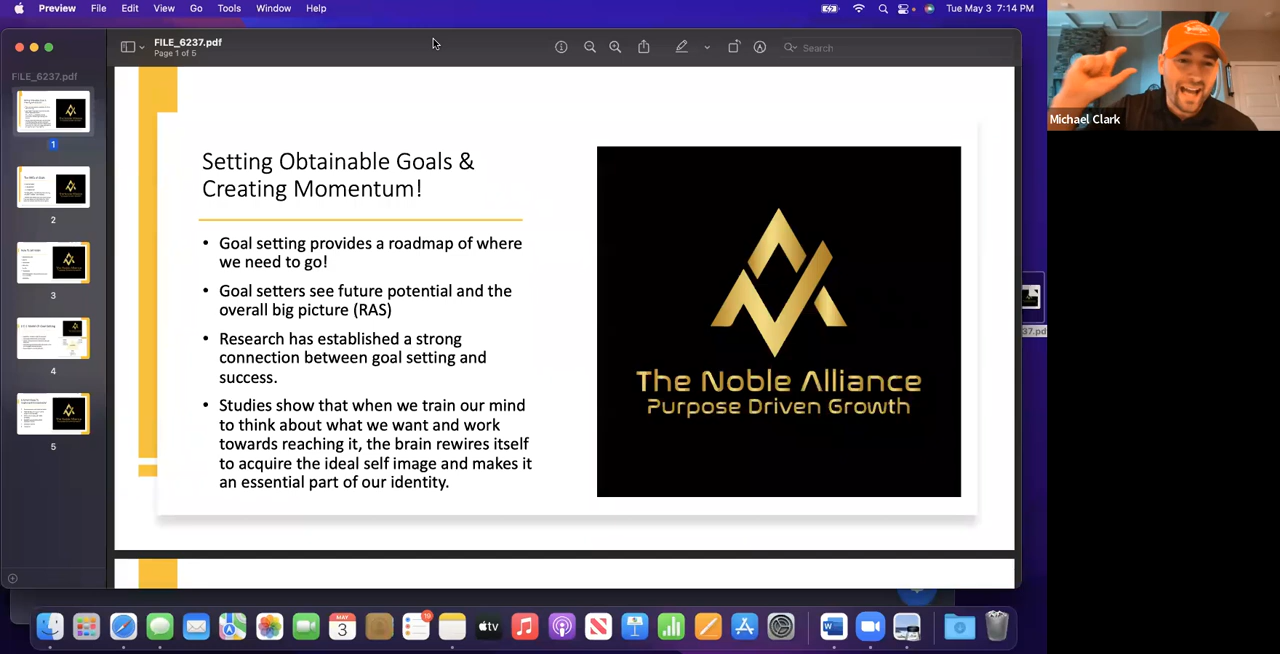 Preview File Edit View Go Tools Window Help
Tue May 3 7:14 PM
FILE_6237.pdf
Page 1 of 5
Search
FILE_6237.pdf
1
2
3
4
5
Setting Obtainable Goals &
Creating Momentum!
• Goal setting provides a roadmap of where
we need to go!
• Goal setters see future potential and the
overall big picture (RAS)
• Research has established a strong
connection between goal setting and
success.
• Studies show that when we train our mind
to think about what we want and work
towards reaching it, the brain rewires itself
to acquire the ideal self image and makes it
an essential part of our identity.
The Noble Alliance
Purpose Driven Growth
Michael Clark
37.pd
MAY
3
10
tv
W